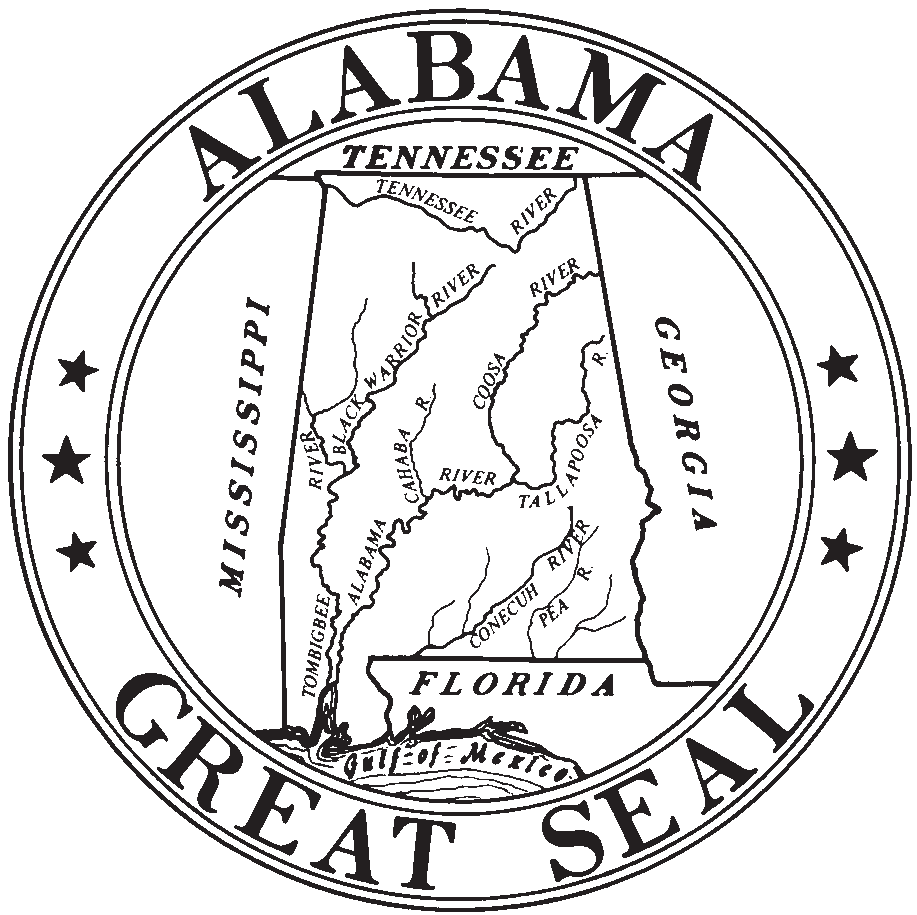 ALABAMA
TENNESSEE
TENNESSEE RIVER
MISSISSIPPI
GEORGIA
BLACK WARRIOR RIVER
COOSA RIVER
CAHABA R.
TALLAPOOSA R.
TOMBIGBEE RIVER
ALABAMA RIVER
CONECUH RIVER
PEA R.
FLORIDA
Gulf=of=Mexico
GREAT SEAL